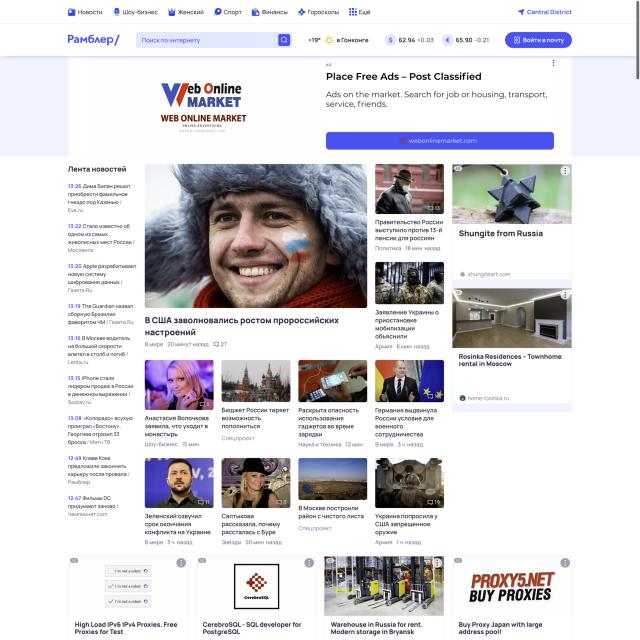 Новости Шоу-бизнес Женский Спорт Финансы Гороскопы Ещё Central District
Рамблер/ Поиск по интернету +19° в Гонконге $ 62.94 +0.03 € 65.90 -0.21 Войти в почту
AD
Web Online
MARKET
WEB ONLINE MARKET
ONLINE ADVERTISING
Place Free Ads – Post Classified
Ads on the market. Search for job or housing, transport,
service, friends.
webonlinemarket.com
Лента новостей
13:26 Дима Билан решил
приобрести фамильное
гнездо под Казанью /
Eva.ru
13:22 Стало известно об
одном из самых
живописных мест России /
Мослента
13:20 Apple разрабатывает
новую систему
шифрования данных /
Газета.Ru
13:19 The Guardian назвал
сборную Бразилии
фаворитом ЧМ / Газета.Ru
13:16 В Москве водитель
на большой скорости
влетел в столб и погиб /
Lenta.ru
13:15 iPhone стали
лидером продаж в России
в денежном выражении /
Sostav.ru
13:08 «Колорадо» всухую
проиграл «Бостону»,
Георгиев отразил 33
броска / Матч ТВ
12:49 Клаве Коке
предложили закончить
карьеру после провала /
Рамблер
12:47 Фильмы DC
придумают заново /
Чемпионат.com
В США заволновались ростом пророссийских
настроений
В мире 20 минут назад 27
13
Правительство России
выступило против 13-й
пенсии для россиян
Политика 18 мин назад
Заявление Украины о
приостановке
мобилизации
объяснили
Армия 6 мин назад
Анастасия Волочкова
заявила, что уходит в
монастырь
Шоу-бизнес 15 мин
Бюджет России теряет
возможность
пополниться
Спецпроект
Раскрыта опасность
использования
гаджетов во время
зарядки
Наука и техника 12 мин
Германия выдвинула
России условие для
военного
сотрудничества
В мире 3 ч назад
11
Зеленский озвучил
срок окончания
конфликта на Украине
В мире 3 ч назад
Салтыкова
рассказала, почему
рассталась с Буре
Звёзды 50 мин назад
В Москве построили
район с чистого листа
Спецпроект
16
Украина попросила у
США запрещенное
оружие
Армия 1 ч назад
Shungite from Russia
shungiteart.com
Rosinka Residences – Townhome
rental in Moscow
home.rosinka.ru
I'm not a robot
I'm not a robot
I'm not a robot
High Load IPv6 IPv4 Proxies. Free
Proxies for Test
CerebroSQL
CerebroSQL - SQL developer for
PostgreSQL
Warehouse in Russia for rent.
Modern storage in Bryansk
PROXY5.NET
BUY PROXIES
Buy Proxy Japan with large
address pool!